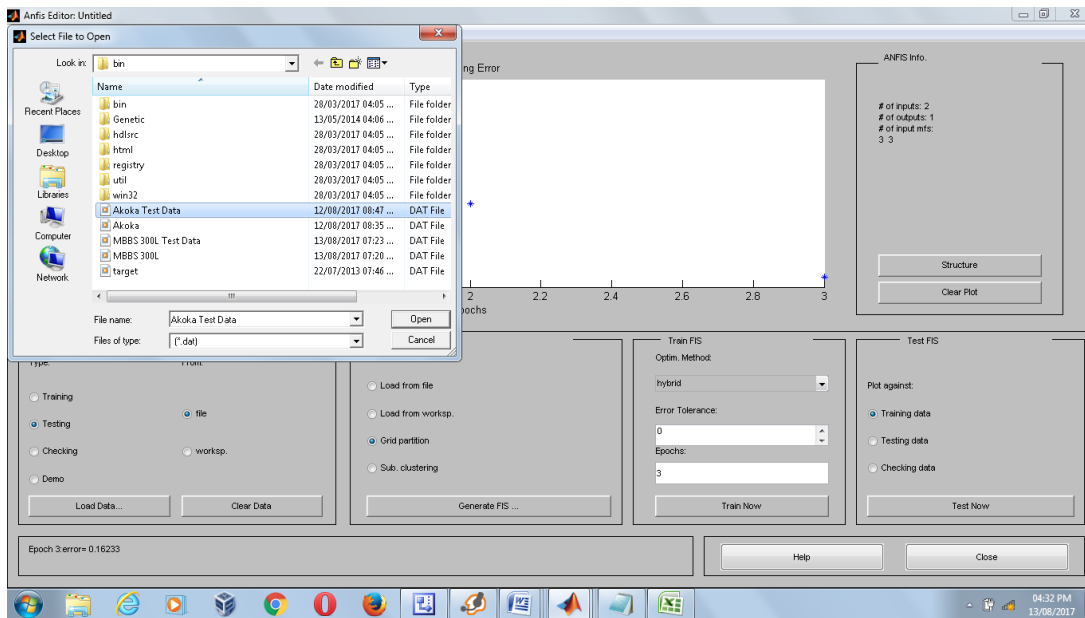 Anfis Editor: Untitled
Select File to Open
Look in:
bin
Name
Date modified
Type
Recent Places
Desktop
Libraries
Computer
Network
bin 28/03/2017 04:05 ... File folder
Genetic 13/05/2014 04:06 ... File folder
hdlsrc 28/03/2017 04:05 ... File folder
html 28/03/2017 04:05 ... File folder
registry 28/03/2017 04:05 ... File folder
util 28/03/2017 04:05 ... File folder
win32 28/03/2017 04:05 ... File folder
Akoka Test Data 12/08/2017 08:47 ... DAT File
Akoka 12/08/2017 08:35 ... DAT File
MBBS 300L Test Data 13/08/2017 07:23 ... DAT File
MBBS 300L 13/08/2017 07:20 ... DAT File
target 22/07/2013 07:46 ... DAT File
File name:
Akoka Test Data
Open
Files of type:
(*.dat)
Cancel
ng Error
2 2.2 2.4 2.6 2.8 3
ochs
ANFIS Info.
# of inputs: 2
# of outputs: 1
# of input mfs:
3 3
Structure
Clear Plot
Type:
From:
Training
Testing
Checking
Demo
file
worksp.
Load Data...
Clear Data
Load from file
Load from worksp.
Grid partition
Sub. clustering
Generate FIS ...
Train FIS
Optim. Method:
hybrid
Error Tolerance:
0
Epochs:
3
Train Now
Test FIS
Plot against:
Training data
Testing data
Checking data
Test Now
Epoch 3:error= 0.16233
Help
Close
04:32 PM
13/08/2017